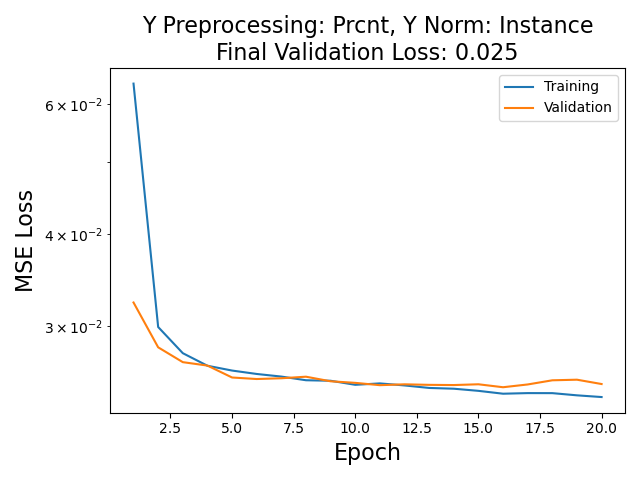 Y Preprocessing: Prcnt, Y Norm: Instance
Final Validation Loss: 0.025
Training
Validation
6 × 10⁻²
4 × 10⁻²
3 × 10⁻²
MSE Loss
2.5 5.0 7.5 10.0 12.5 15.0 17.5 20.0
Epoch